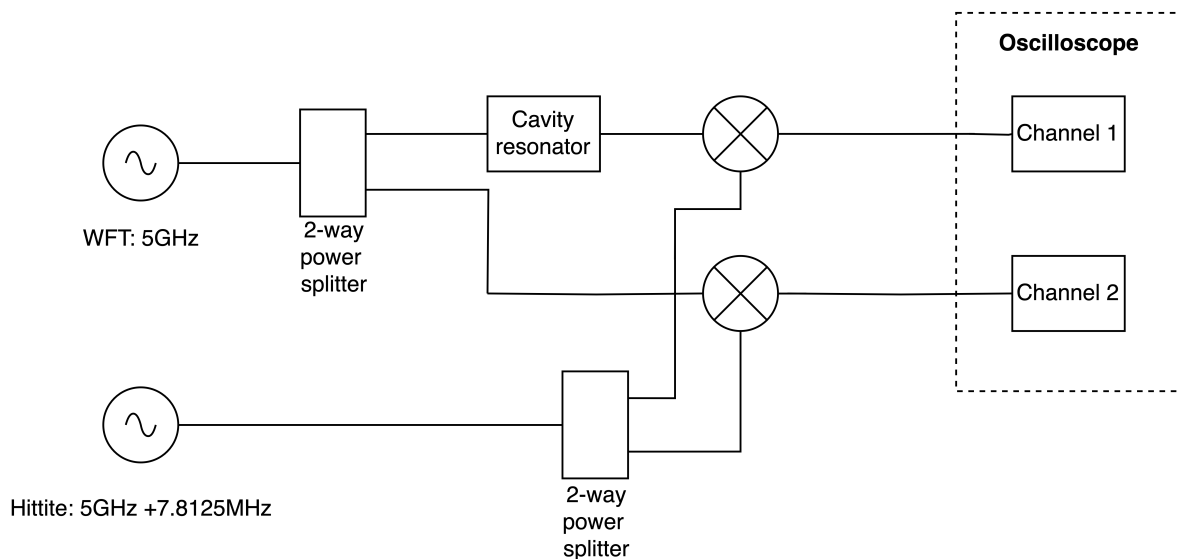 Oscilloscope
Cavity
resonator
Channel 1
WFT: 5GHz
2-way
power
splitter
Channel 2
Hittite: 5GHz +7.8125MHz
2-way
power
splitter